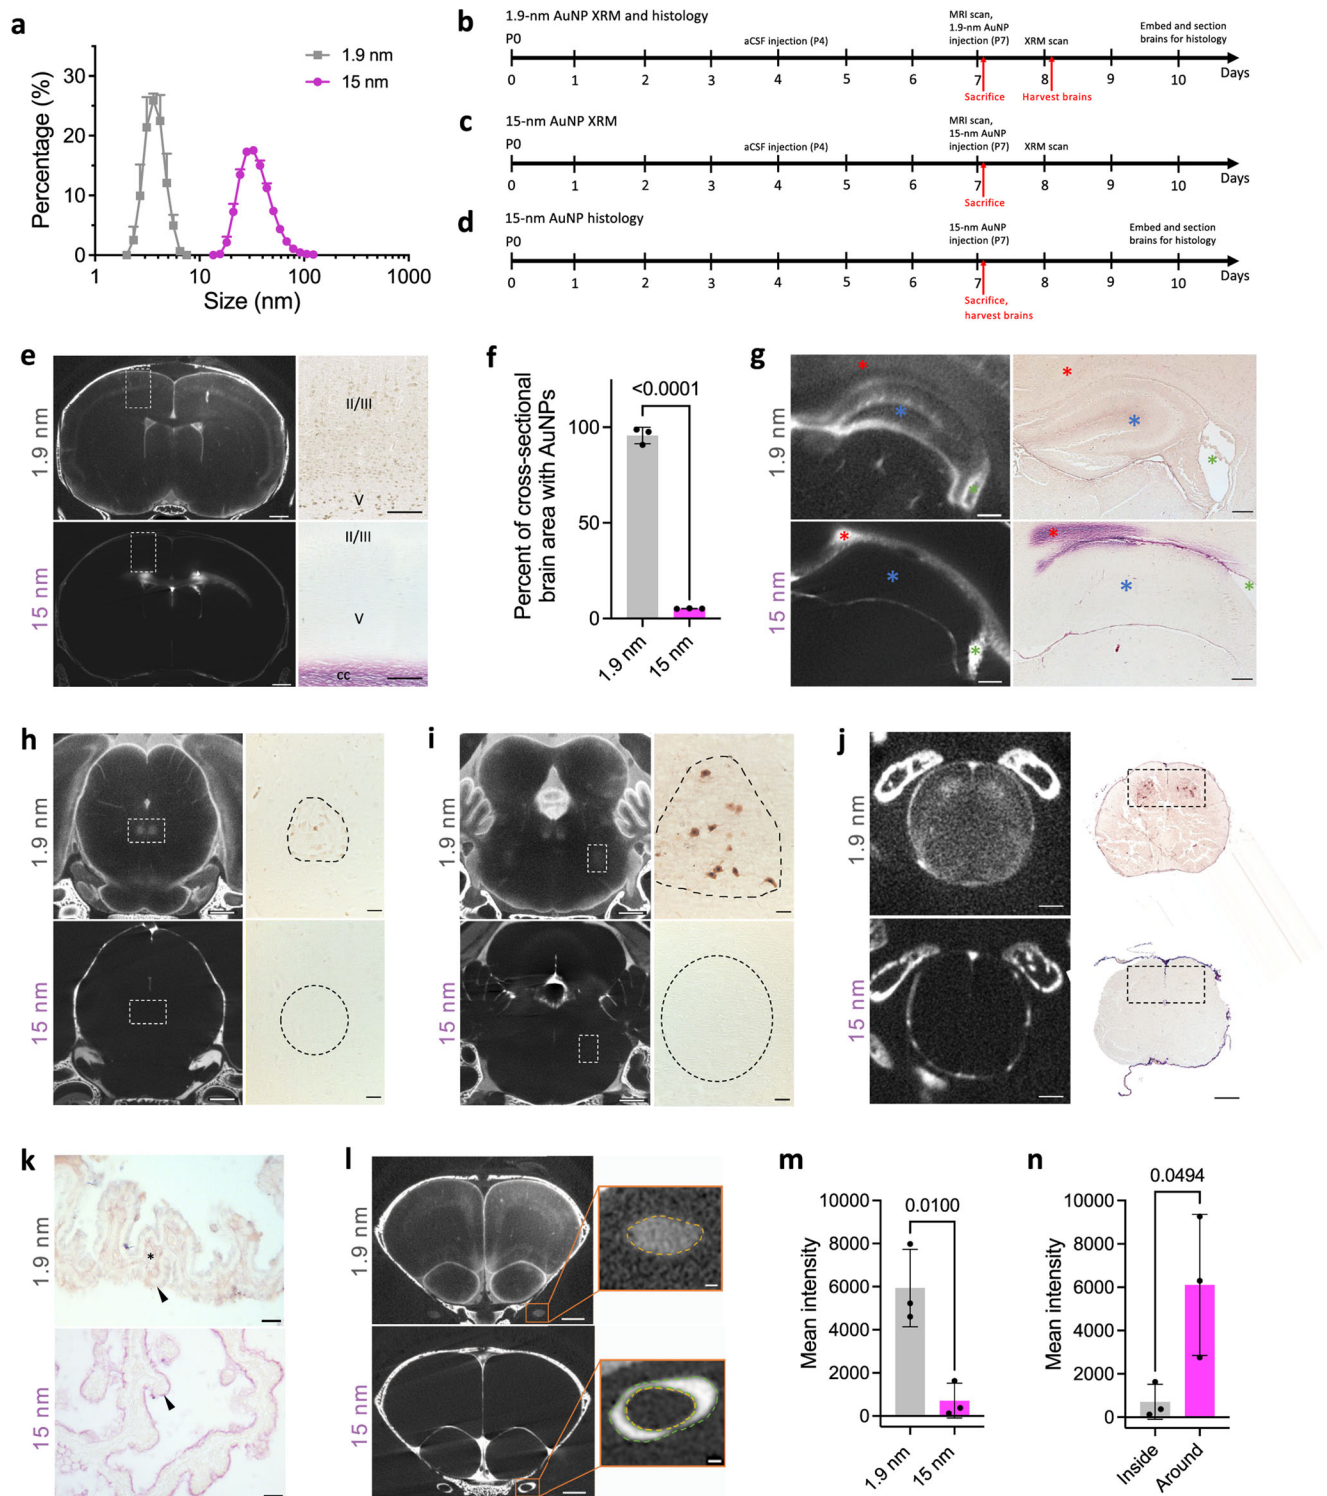 a
1.9 nm
15 nm
Percentage (%)
30
20
10
0
1
10
100
1000
Size (nm)
b
1.9-nm AuNP XRM and histology
P0
aCSF injection (P4)
MRI scan,
1.9-nm AuNP
injection (P7)
XRM scan
Embed and section
brains for histology
0 1 2 3 4 5 6 7 8 9 10 Days
Sacrifice
Harvest brains
c
15-nm AuNP XRM
P0
aCSF injection (P4)
MRI scan,
15-nm AuNP
injection (P7)
XRM scan
0 1 2 3 4 5 6 7 8 9 10 Days
Sacrifice
d
15-nm AuNP histology
P0
15-nm AuNP
injection (P7)
Embed and section
brains for histology
0 1 2 3 4 5 6 7 8 9 10 Days
Sacrifice,
harvest brains
e
1.9 nm
II/III
V
15 nm
II/III
V
cc
f
Percent of cross-sectional
brain area with AuNPs
<0.0001
100
50
0
1.9 nm
15 nm
g
1.9 nm
*
*
*
*
*
*
15 nm
*
*
*
*
*
*
h
1.9 nm
15 nm
i
1.9 nm
15 nm
j
1.9 nm
15 nm
k
1.9 nm
*
15 nm
l
1.9 nm
15 nm
m
Mean intensity
0.0100
10000
8000
6000
4000
2000
0
1.9 nm
15 nm
n
Mean intensity
0.0494
10000
8000
6000
4000
2000
0
Inside
Around